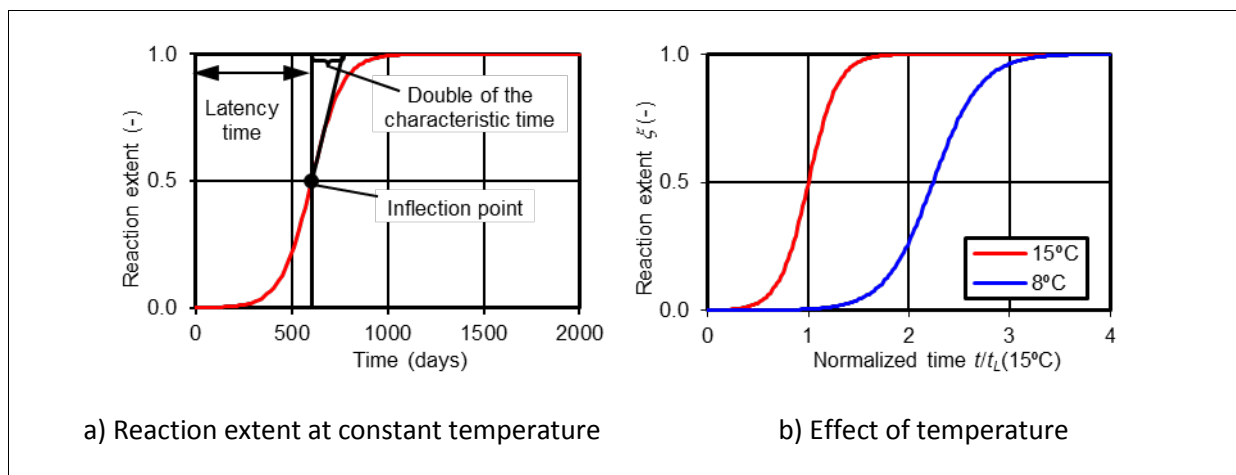 1.0
0.5
0.0
Reaction extent (-)
Latency
time
Double of the
characteristic time
Inflection point
0
500
1000
1500
2000
Time (days)
a) Reaction extent at constant temperature
1.0
0.5
0.0
Reaction extent ξ (-)
15ºC
8ºC
0
1
2
3
4
Normalized time t/tL(15ºC)
b) Effect of temperature